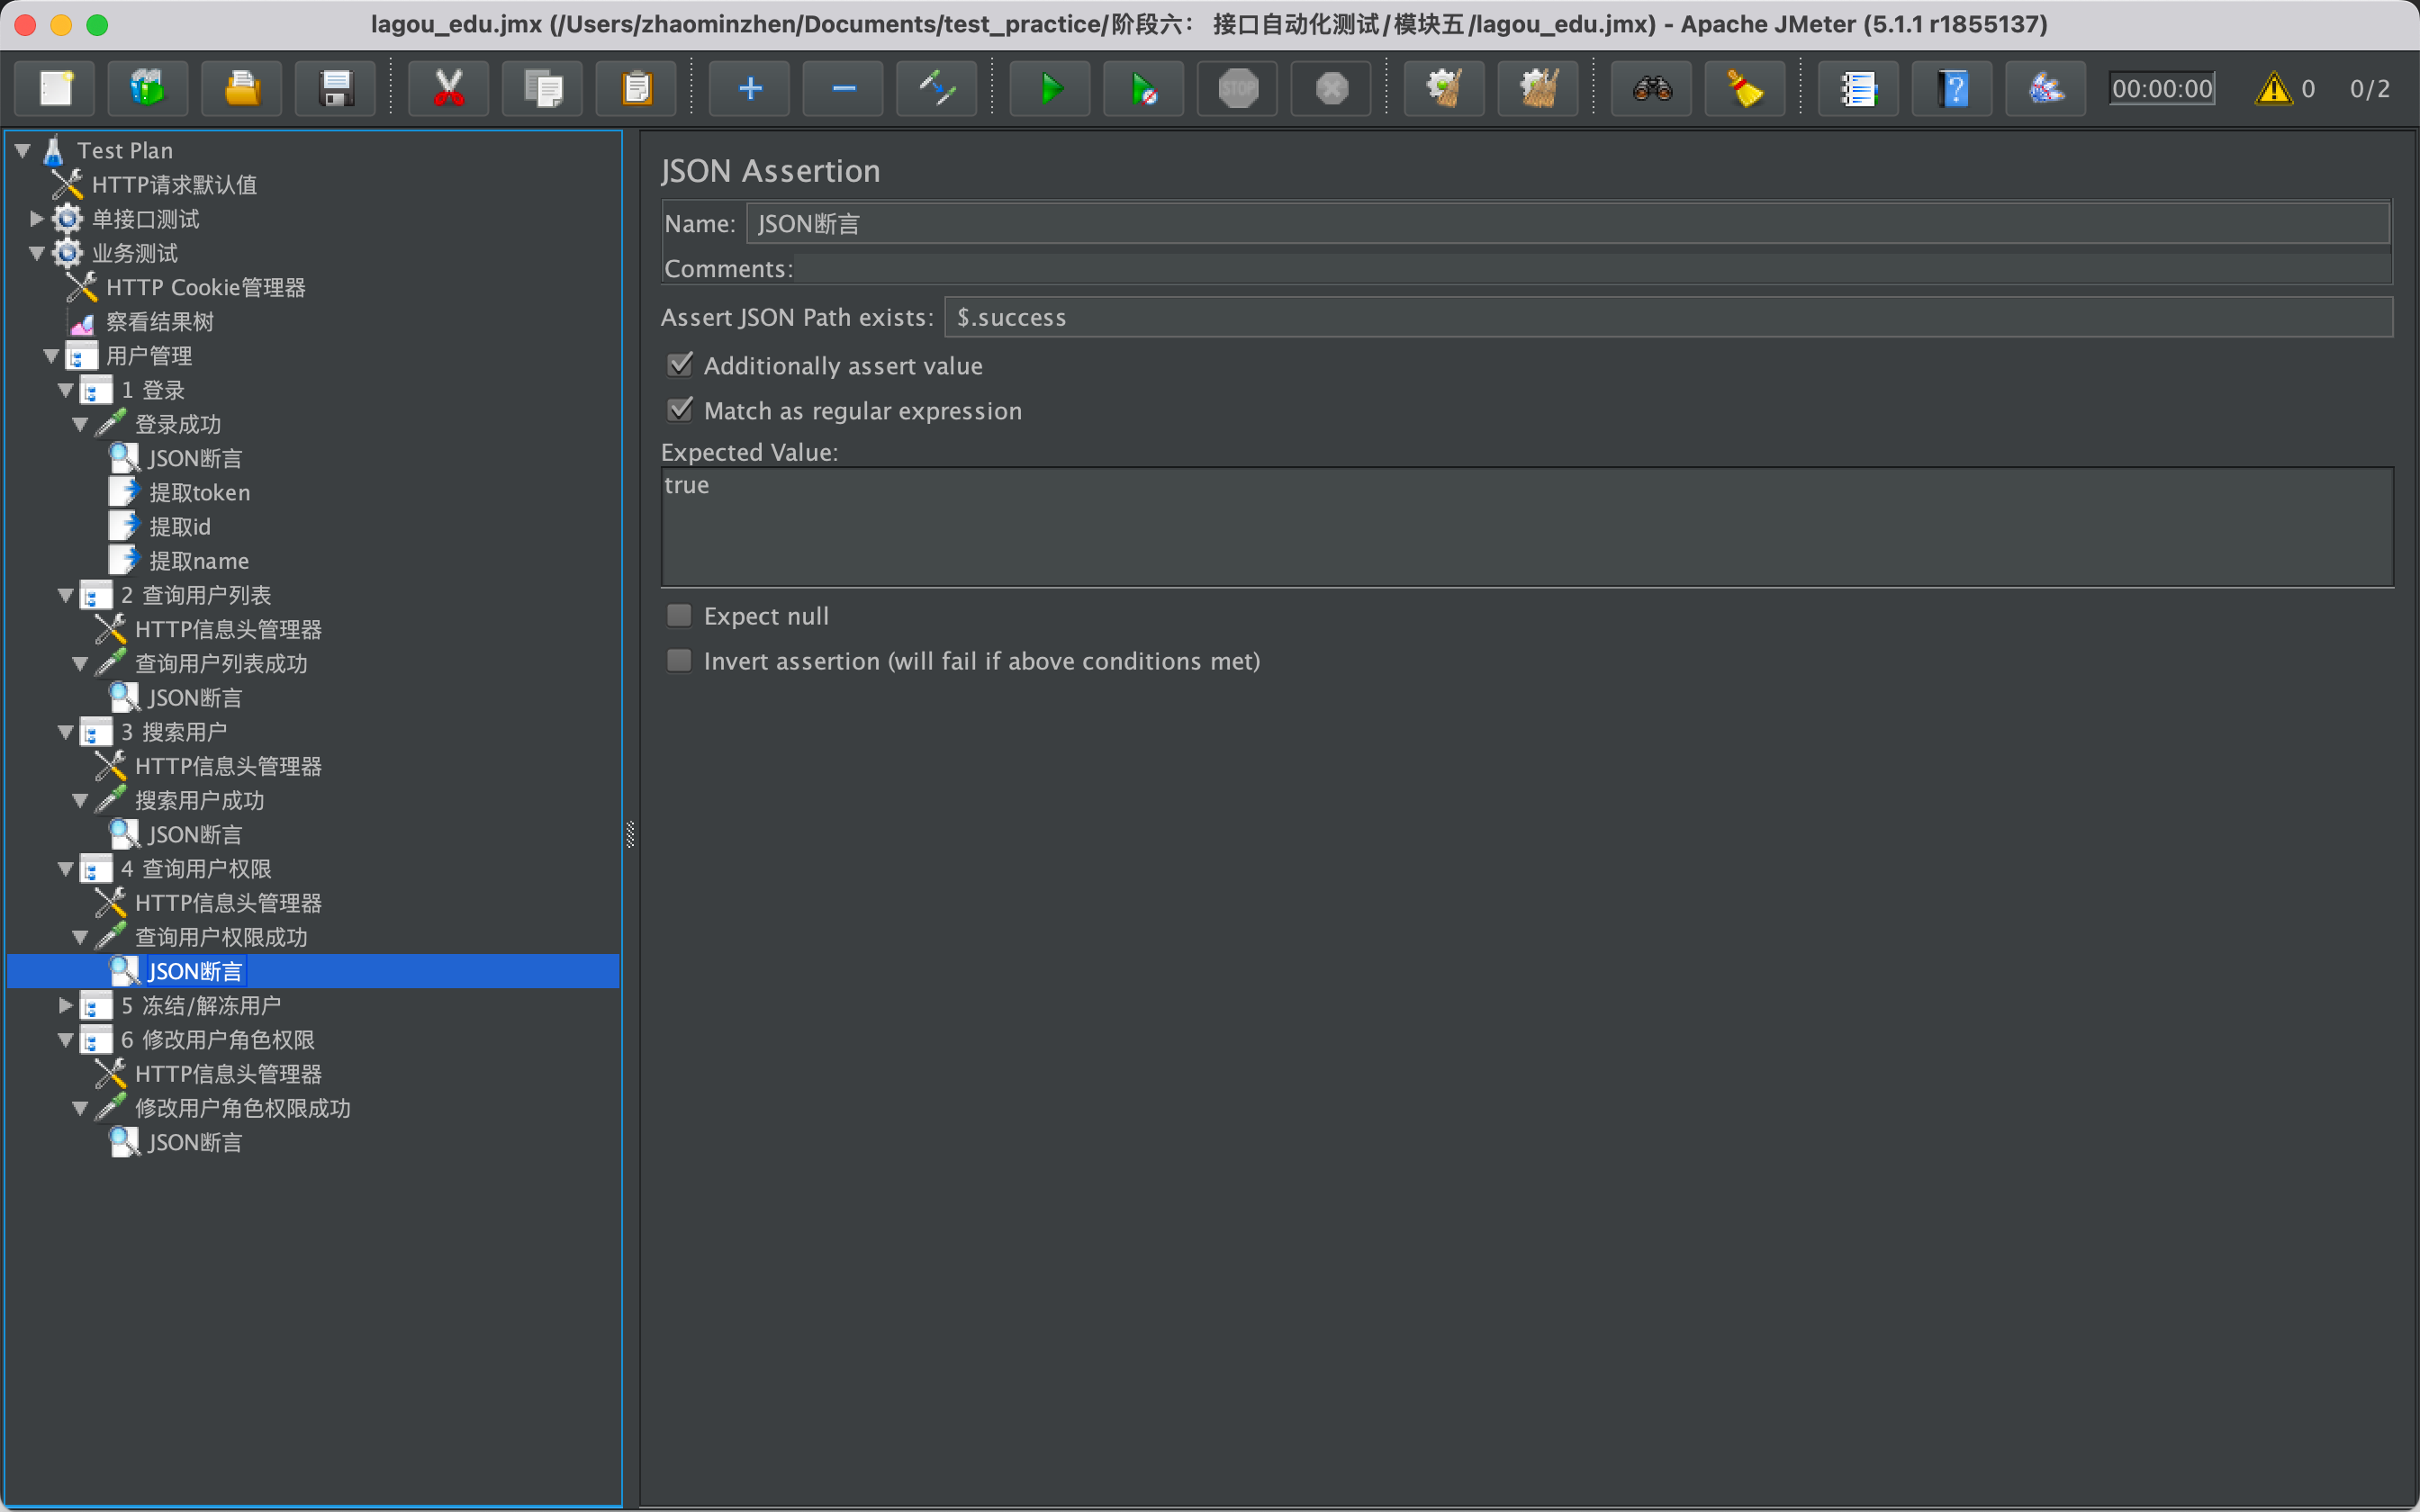 lagou_edu.jmx (/Users/zhaominzhen/Documents/test_practice/阶段六： 接口自动化测试/模块五/lagou_edu.jmx) - Apache JMeter (5.1.1 r1855137)
STOP
00:00:00
0
0/2
Test Plan
HTTP请求默认值
单接口测试
业务测试
HTTP Cookie管理器
察看结果树
用户管理
1 登录
登录成功
JSON断言
提取token
提取id
提取name
2 查询用户列表
HTTP信息头管理器
查询用户列表成功
JSON断言
3 搜索用户
HTTP信息头管理器
搜索用户成功
JSON断言
4 查询用户权限
HTTP信息头管理器
查询用户权限成功
JSON断言
5 冻结/解冻用户
6 修改用户角色权限
HTTP信息头管理器
修改用户角色权限成功
JSON断言
JSON Assertion
Name: JSON断言
Comments:
Assert JSON Path exists: $.success
Additionally assert value
Match as regular expression
Expected Value:
true
Expect null
Invert assertion (will fail if above conditions met)